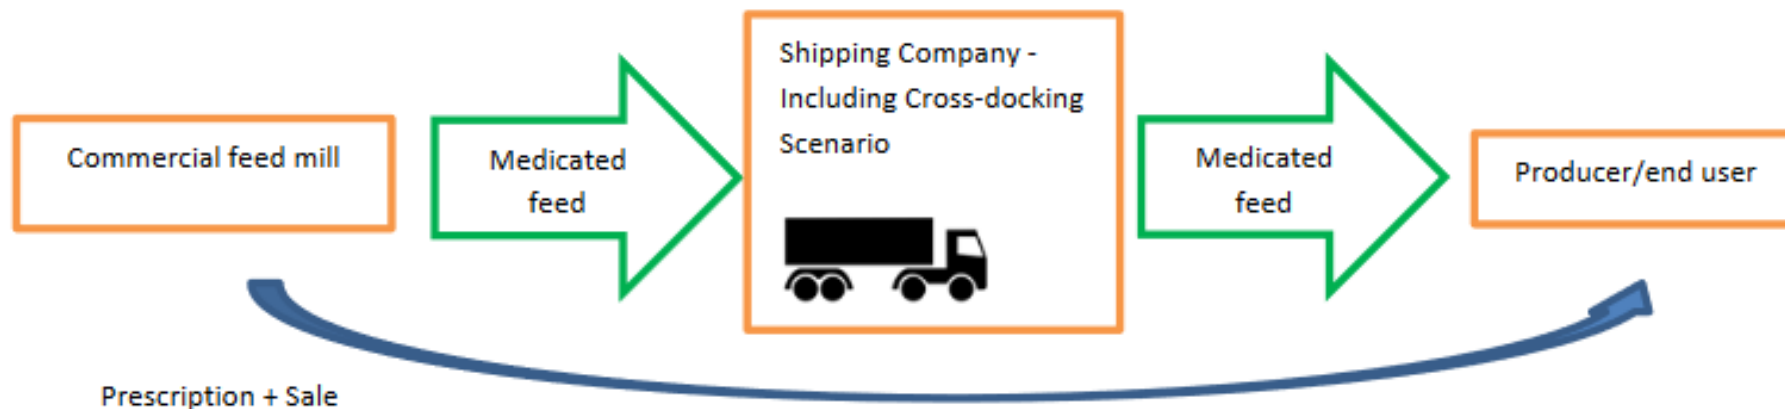 Commercial feed mill
Medicated
feed
Shipping Company -
Including Cross-docking
Scenario
Medicated
feed
Producer/end user
Prescription + Sale